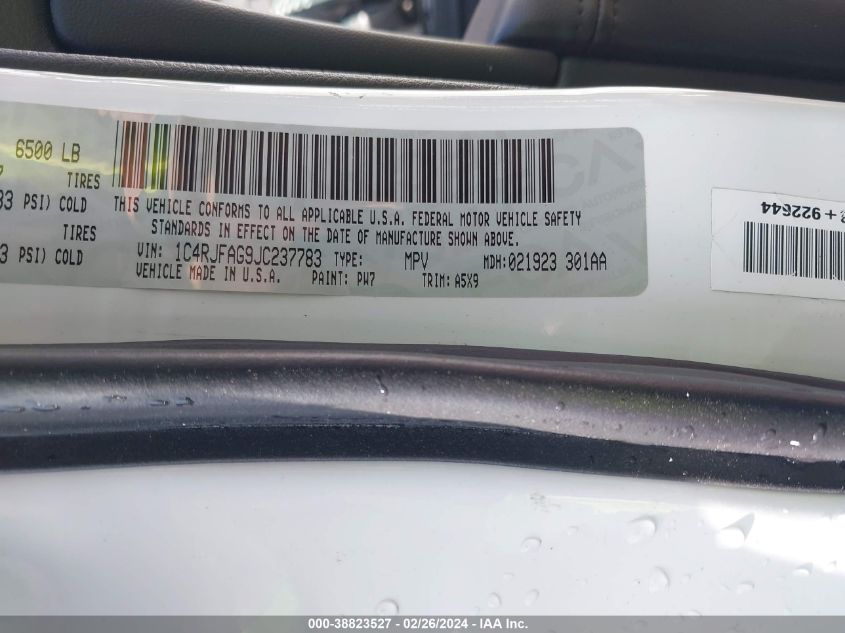 6500 LB
TIRES
33 PSI) COLD
TIRES
3 PSI) COLD
THIS VEHICLE CONFORMS TO ALL APPLICABLE U.S.A. FEDERAL MOTOR VEHICLE SAFETY
STANDARDS IN EFFECT ON THE DATE OF MANUFACTURE SHOWN ABOVE.
VIN: 1C4RJFAG9JC237783 TYPE: MPV MDH:021923 301AA
VEHICLE MADE IN U.S.A. PAINT: PW7 TRIM: A5X9
+ 922644
000-38823527 - 02/26/2024 - IAA Inc.